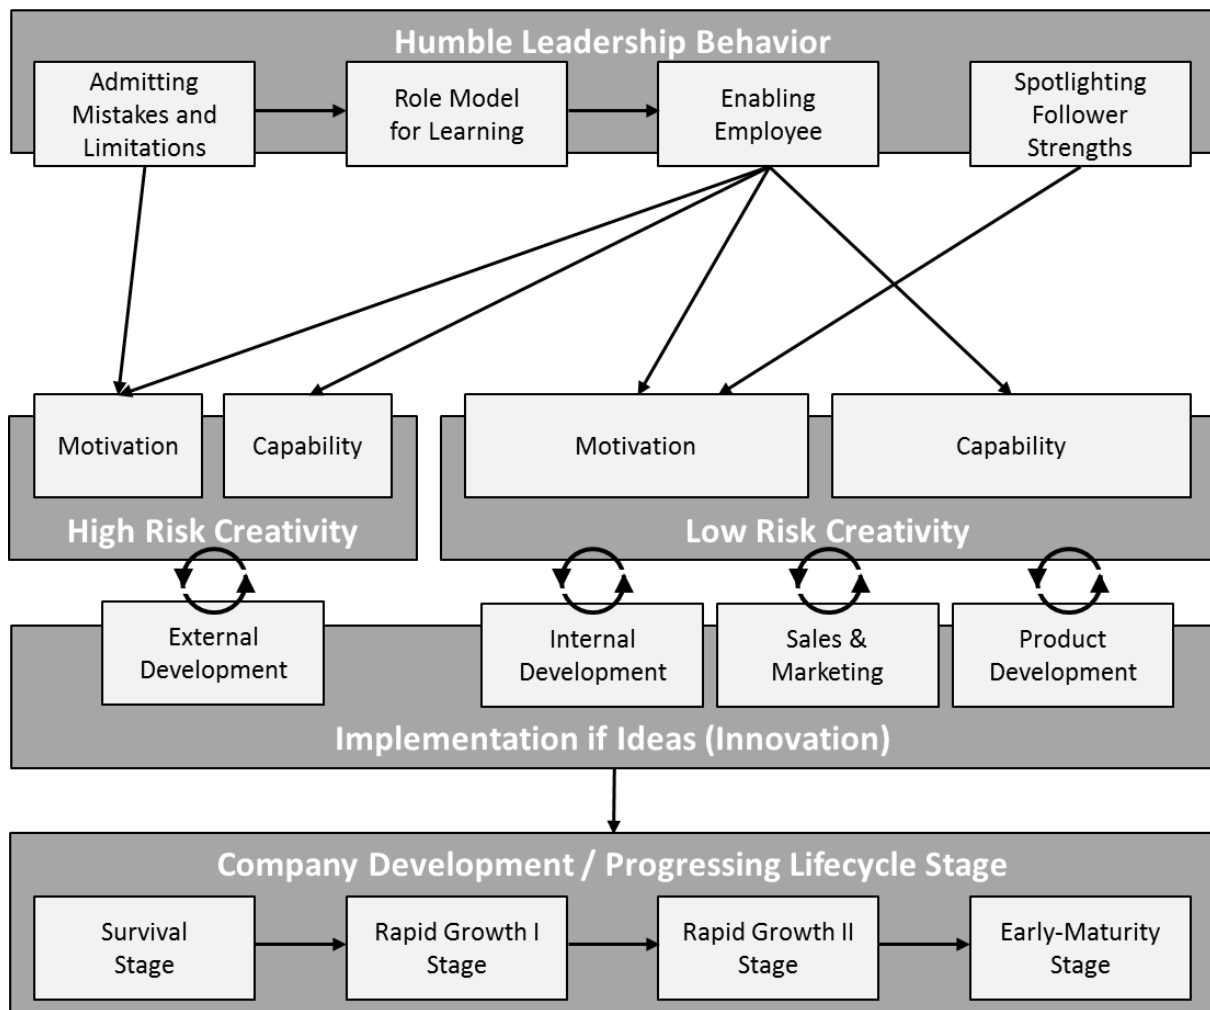 Humble Leadership Behavior
Admitting
Mistakes and
Limitations
Role Model
for Learning
Enabling
Employee
Spotlighting
Follower
Strengths
Motivation
Capability
High Risk Creativity
Motivation
Capability
Low Risk Creativity
External
Development
Internal
Development
Sales &
Marketing
Product
Development
Implementation if Ideas (Innovation)
Company Development / Progressing Lifecycle Stage
Survival
Stage
Rapid Growth I
Stage
Rapid Growth II
Stage
Early-Maturity
Stage